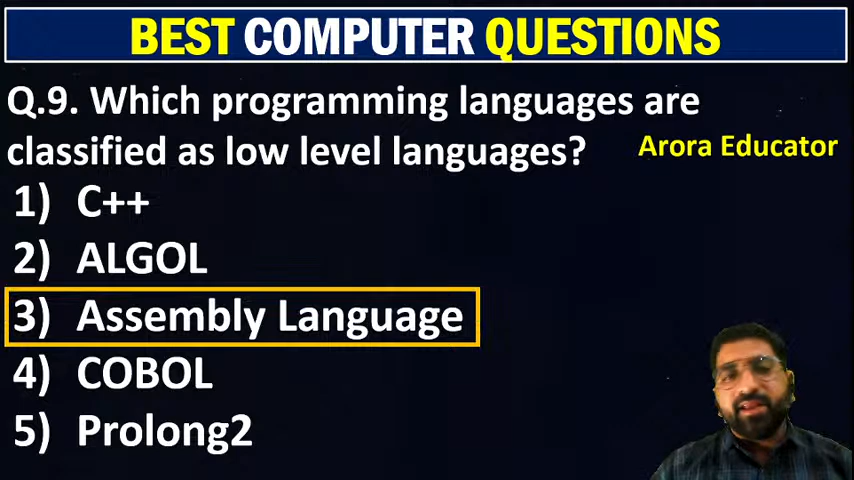 BEST COMPUTER QUESTIONS
Q.9. Which programming languages are
classified as low level languages?
Arora Educator
1) C++
2) ALGOL
3) Assembly Language
4) COBOL
5) Prolong2